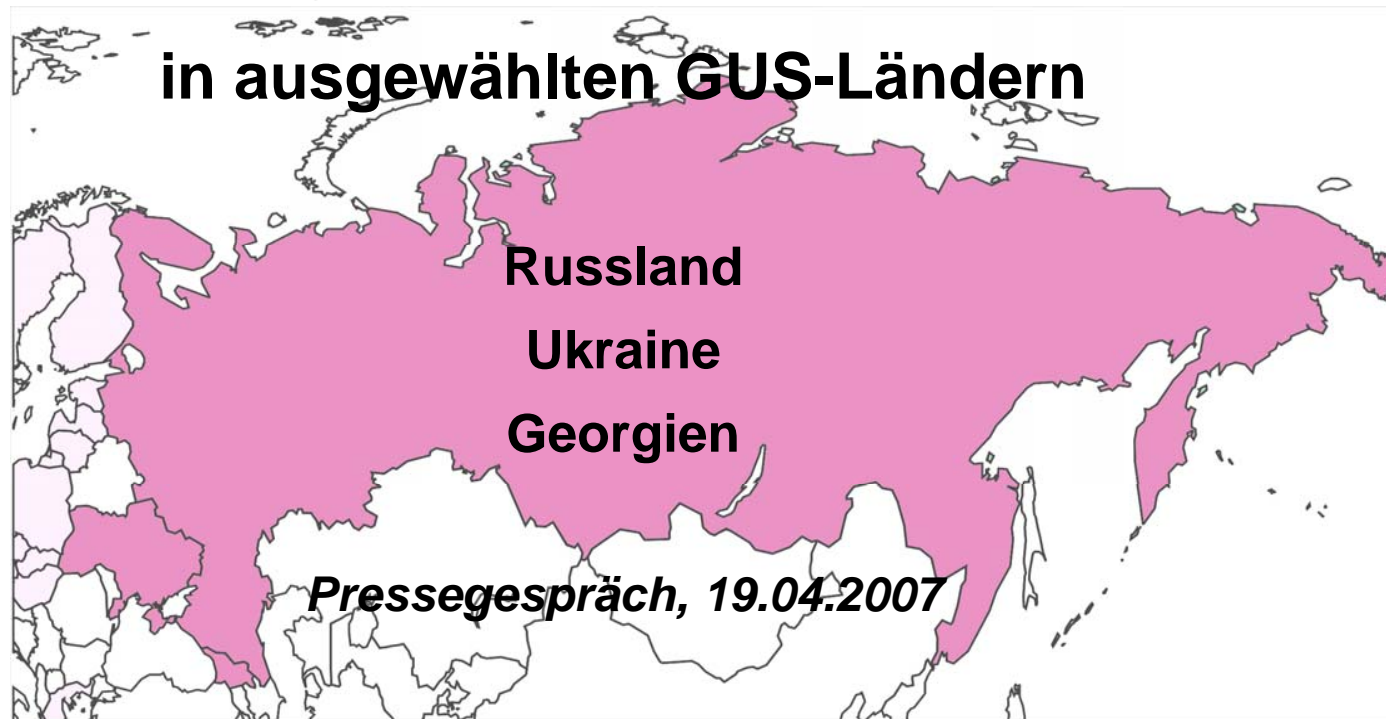 in ausgewählten GUS-Ländern
Russland
Ukraine
Georgien
Pressegespräch, 19.04.2007